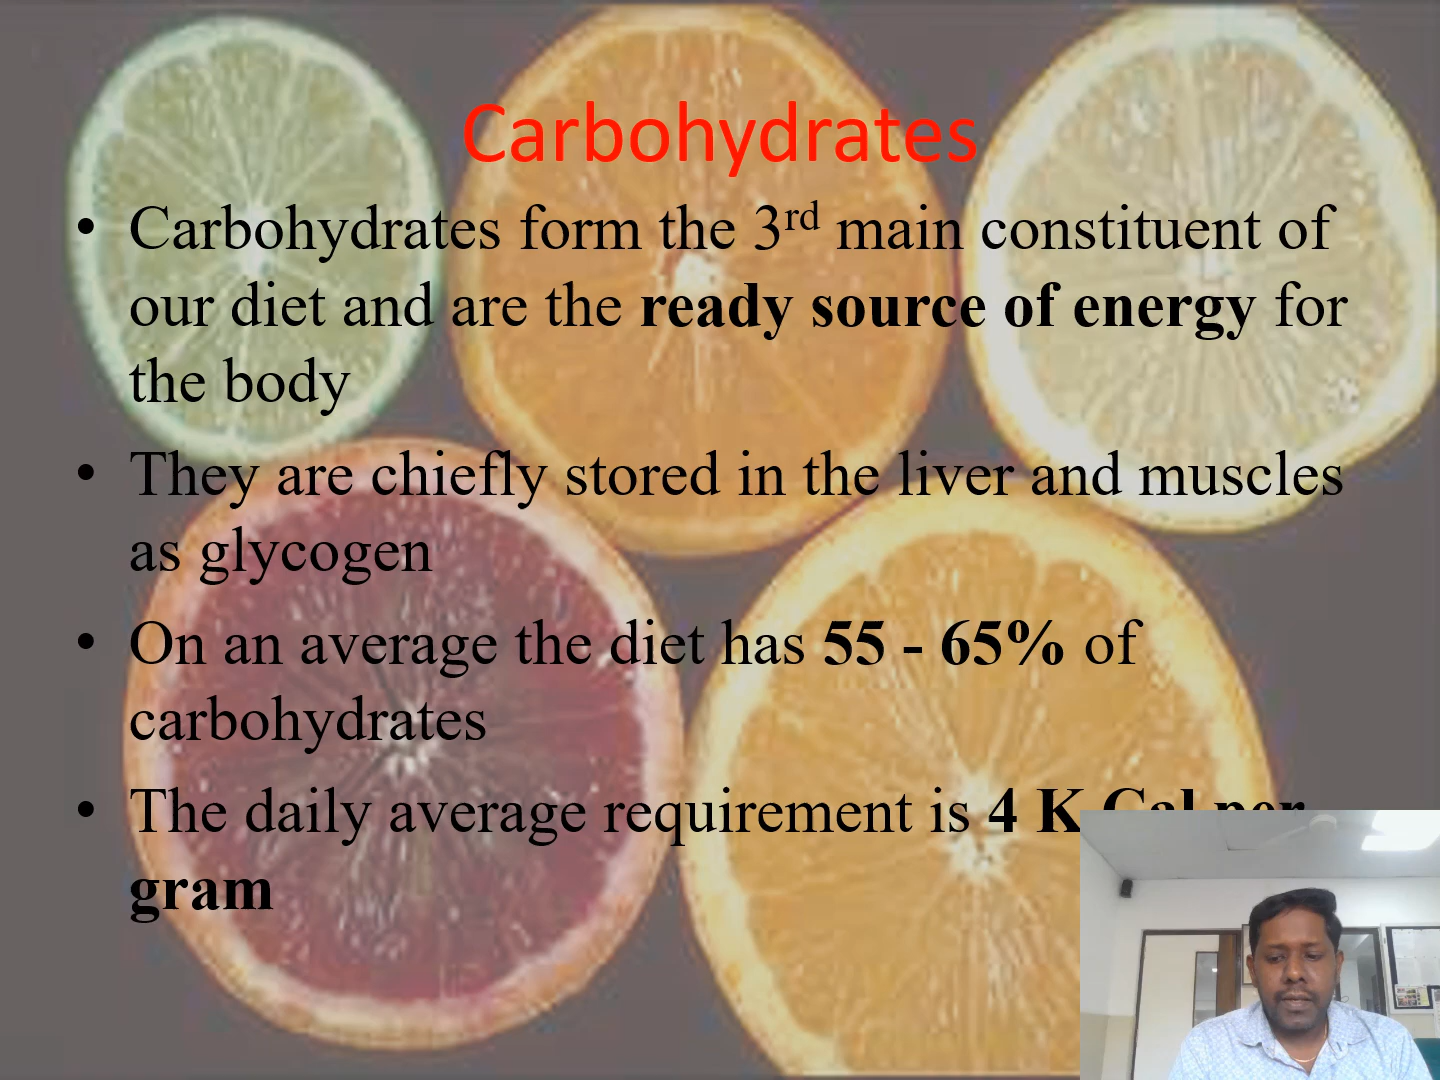 Carbohydrates
• Carbohydrates form the 3rd main constituent of
our diet and are the ready source of energy for
the body
• They are chiefly stored in the liver and muscles
as glycogen
• On an average the diet has 55 - 65% of
carbohydrates
• The daily average requirement is 4 K Cal per
gram